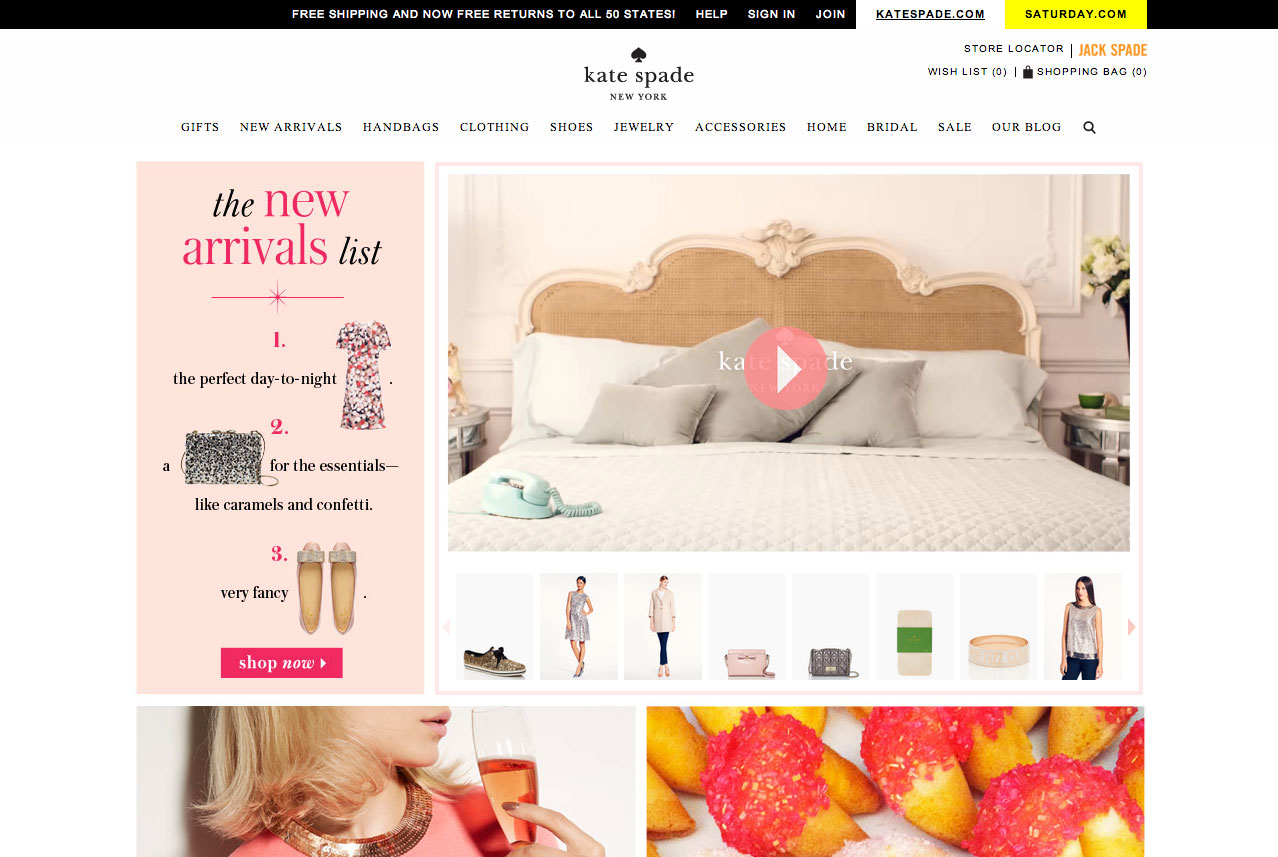 FREE SHIPPING AND NOW FREE RETURNS TO ALL 50 STATES! HELP SIGN IN JOIN KATESPADE.COM SATURDAY.COM
STORE LOCATOR | JACK SPADE
kate spade
NEW YORK
WISH LIST (0) | SHOPPING BAG (0)
GIFTS NEW ARRIVALS HANDBAGS CLOTHING SHOES JEWELRY ACCESSORIES HOME BRIDAL SALE OUR BLOG
the new
arrivals list
1.
the perfect day-to-night .
2.
a for the essentials—
like caramels and confetti.
3.
very fancy .
shop now
kate spade
NEW YORK